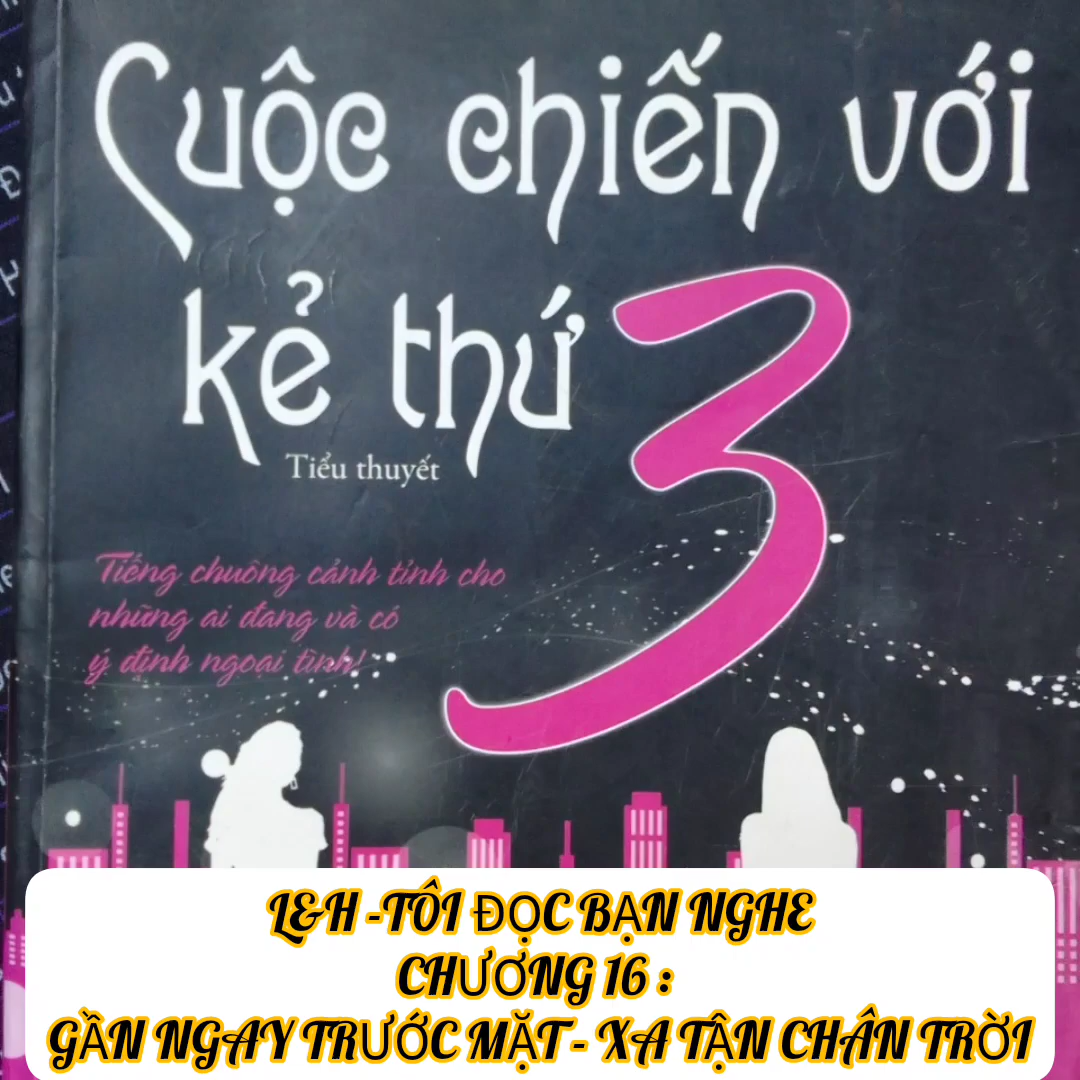 Cuộc chiến với
kẻ thứ 3
Tiểu thuyết
Tiếng chuông cảnh tỉnh cho
những ai đang và có
ý định ngoại tình!
L&H -TÔI ĐỌC BẠN NGHE
CHƯƠNG 16 :
GẦN NGAY TRƯỚC MẶT - XA TẬN CHÂN TRỜI